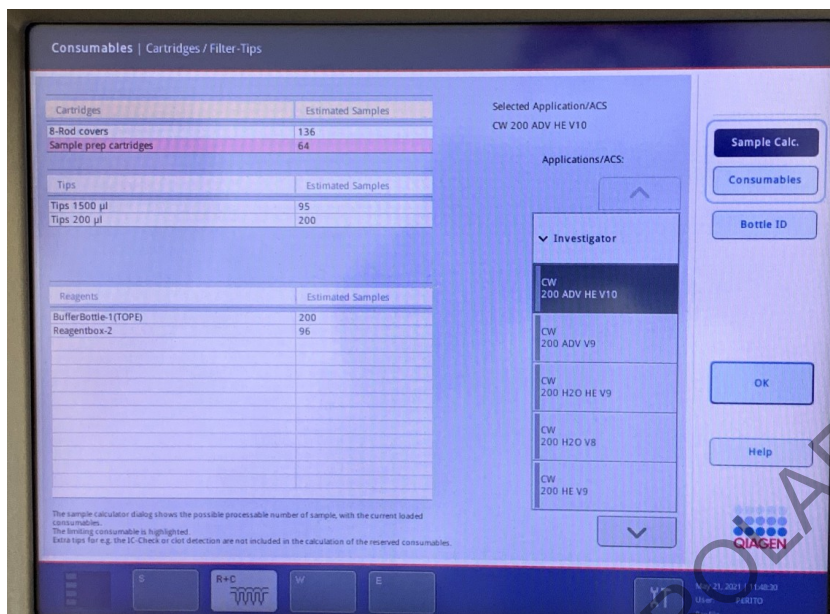 Consumables | Cartridges / Filter-Tips
Cartridges Estimated Samples
8-Rod covers 136
Sample prep cartridges 64
Tips Estimated Samples
Tips 1500 µl 95
Tips 200 µl 200
Reagents Estimated Samples
BufferBottle-1(TOPE) 200
Reagentbox-2 96
The sample calculator dialog shows the possible processable number of sample, with the current loaded
consumables.
The limiting consumable is highlighted
Extra tips for e.g. the IC-Check or clot detection are not included in the calculation of the reserved consumables.
Selected Application/ACS
CW 200 ADV HE V10
Applications/ACS:
Investigator
CW
200 ADV HE V10
CW
200 ADV V9
CW
200 H2O HE V9
CW
200 H2O V8
CW
200 HE V9
Sample Calc.
Consumables
Bottle ID
OK
Help
QIAGEN
S
R+C
W
E
May 21, 2021 | 11:48:30
User: PERITO